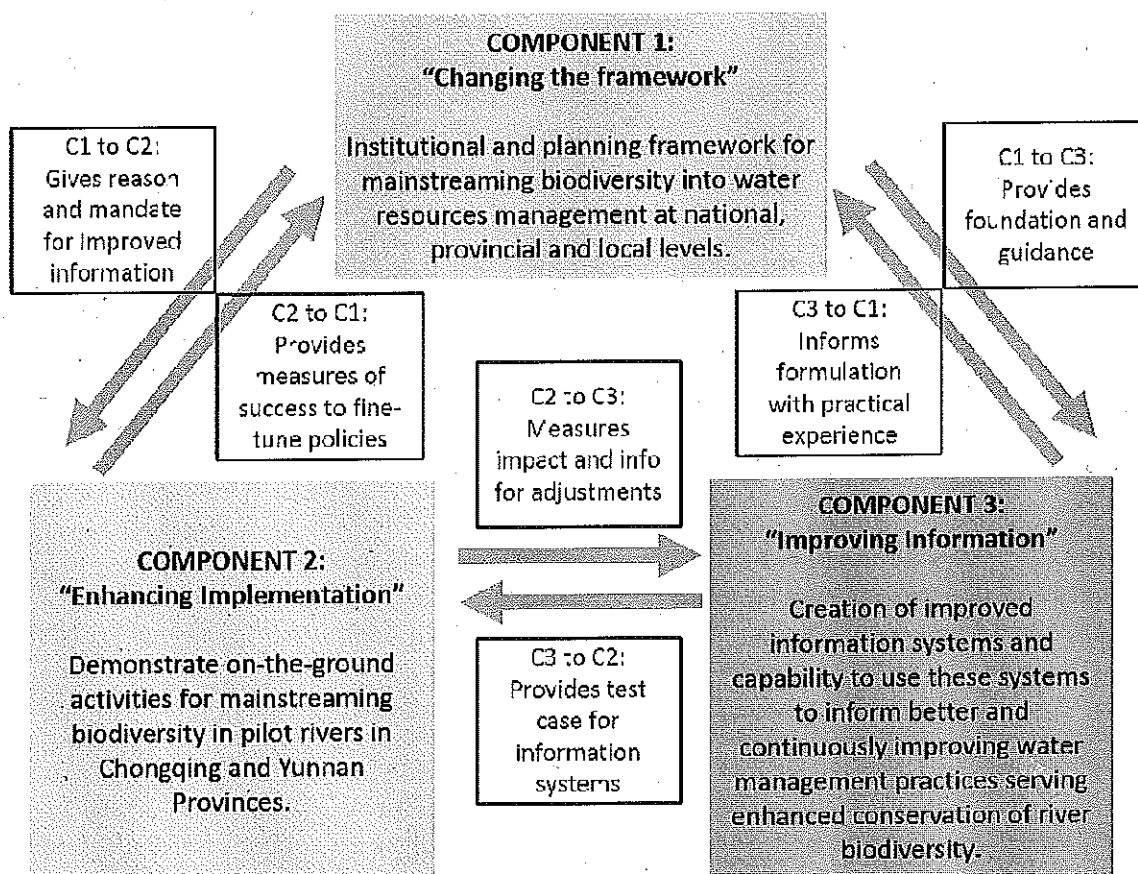 COMPONENT 1:
“Changing the framework”
Institutional and planning framework for
mainstreaming biodiversity into water
resources management at national,
provincial and local levels.
C1 to C2:
Gives reason
and mandate
for improved
information
C1 to C3:
Provides
foundation and
guidance
C2 to C1:
Provides
measures of
success to fine-
tune policies
C3 to C1:
Informs
formulation
with practical
experience
C2 to C3:
Measures
impact and info
for adjustments
COMPONENT 2:
“Enhancing Implementation”
Demonstrate on-the-ground
activities for mainstreaming
biodiversity in pilot rivers in
Chongqing and Yunnan
Provinces.
C3 to C2:
Provides test
case for
information
systems
COMPONENT 3:
“Improving Information”
Creation of improved
information systems and
capability to use these systems
to inform better and
continuously improving water
management practices serving
enhanced conservation of river
biodiversity.